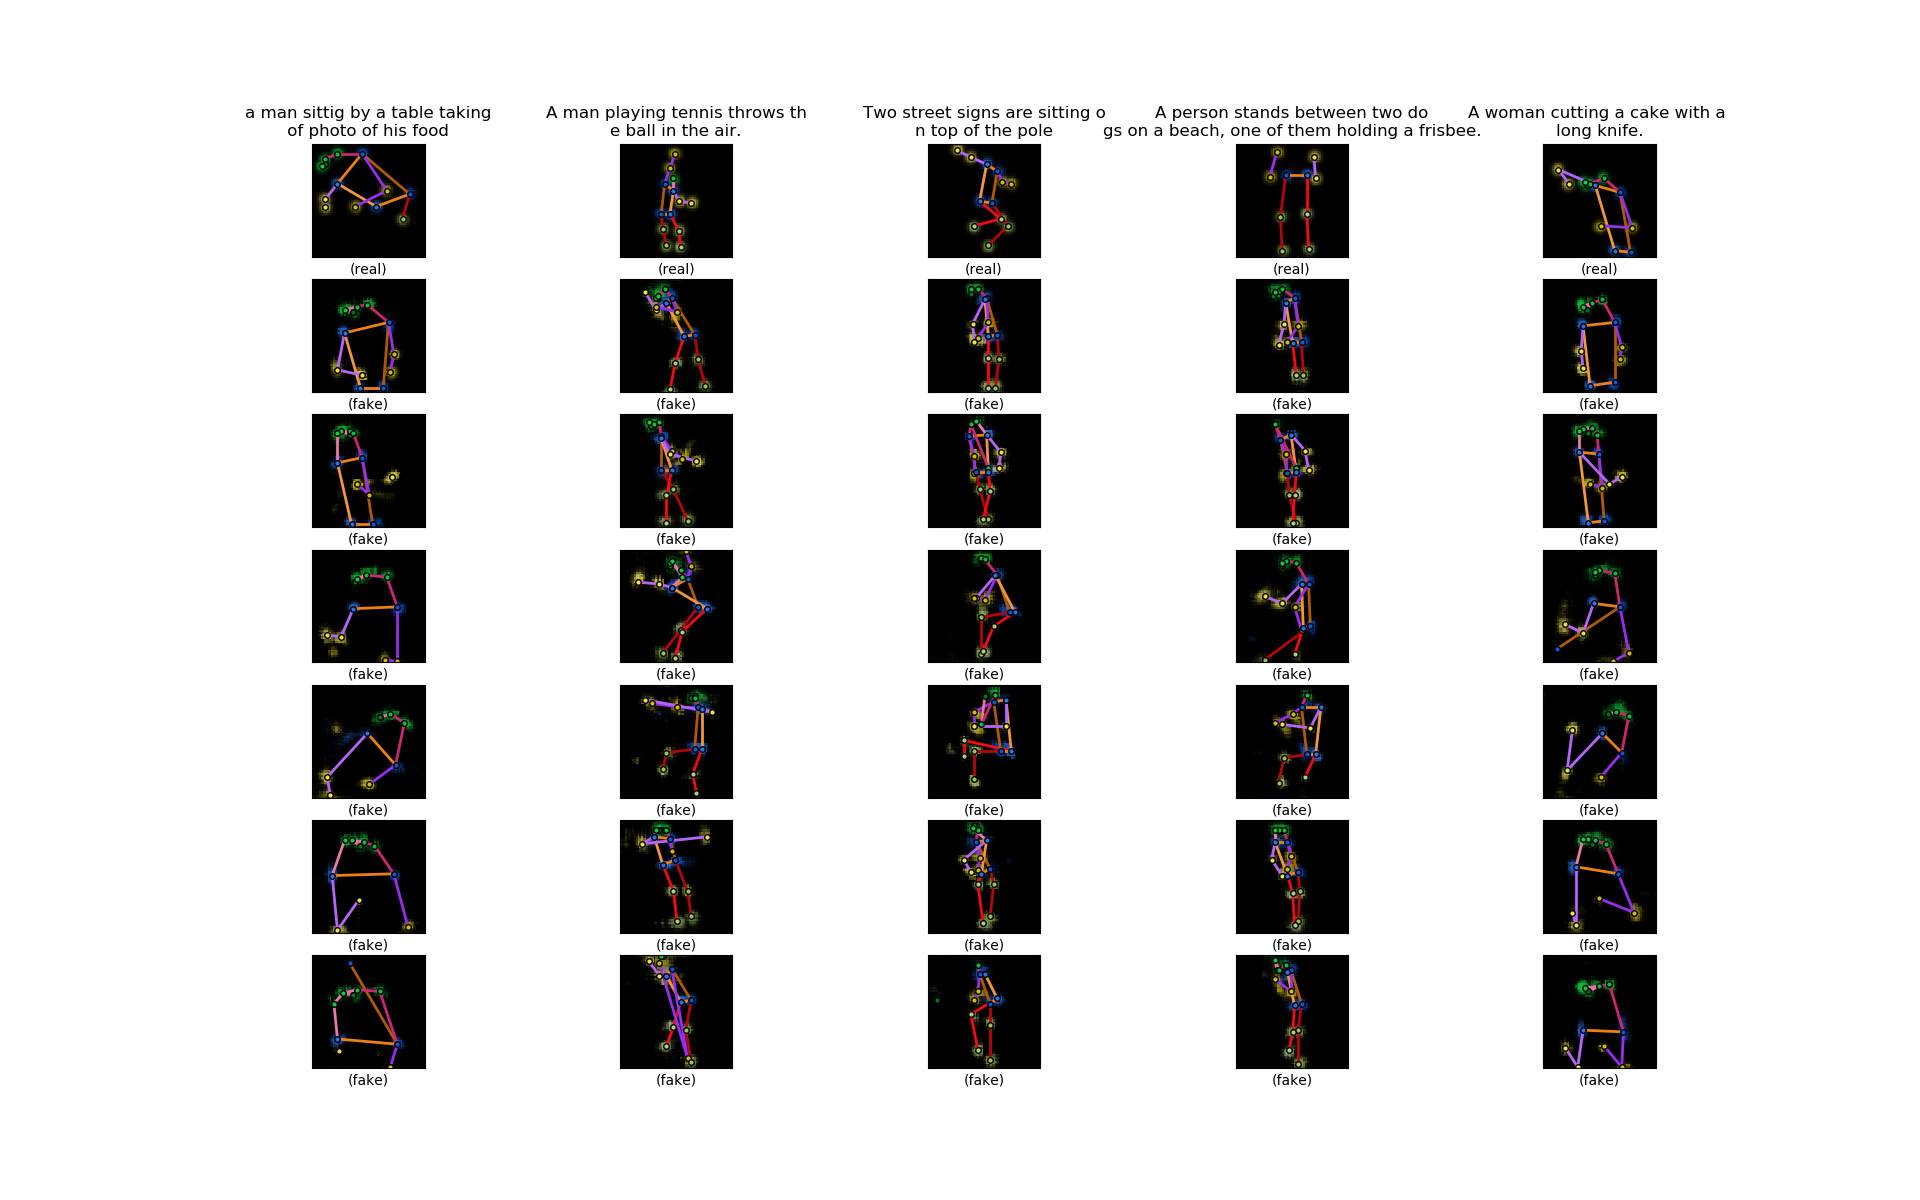 a man sittig by a table taking
of photo of his food
A man playing tennis throws th
e ball in the air.
Two street signs are sitting o
n top of the pole
A person stands between two do
gs on a beach, one of them holding a frisbee.
A woman cutting a cake with a
long knife.
(real) (real) (real) (real) (real)
(fake) (fake) (fake) (fake) (fake)
(fake) (fake) (fake) (fake) (fake)
(fake) (fake) (fake) (fake) (fake)
(fake) (fake) (fake) (fake) (fake)
(fake) (fake) (fake) (fake) (fake)
(fake) (fake) (fake) (fake) (fake)